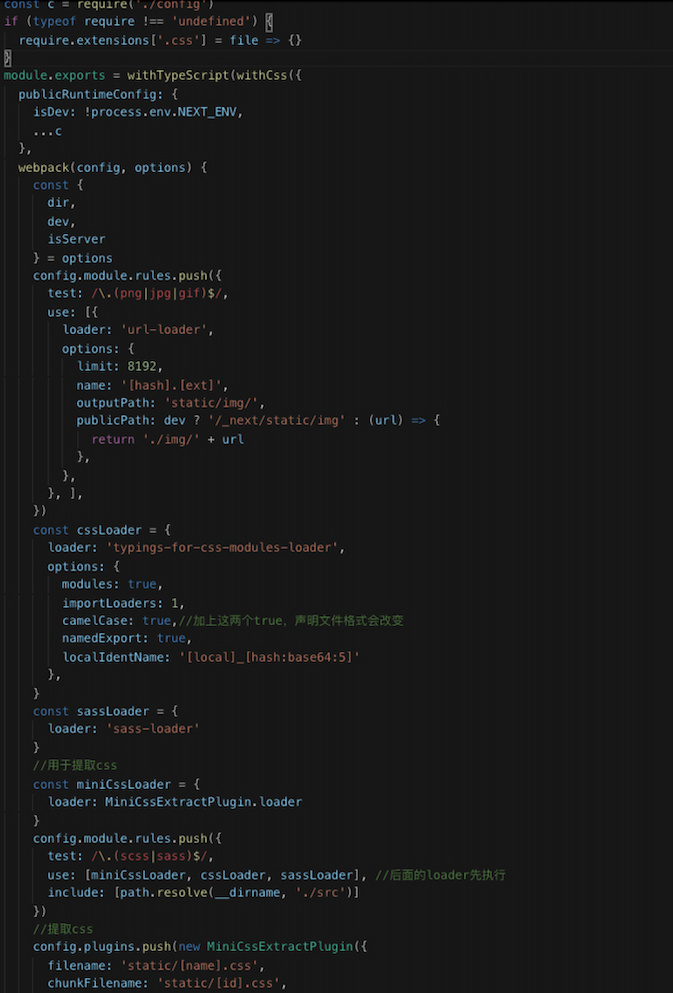 const c = require('./config')
if (typeof require !== 'undefined') {
  require.extensions['.css'] = file => {}
}
module.exports = withTypeScript(withCss({
  publicRuntimeConfig: {
    isDev: !process.env.NEXT_ENV,
    ...c
  },
  webpack(config, options) {
    const {
      dir,
      dev,
      isServer
    } = options
    config.module.rules.push({
      test: /\.(png|jpg|gif)$/,
      use: [{
        loader: 'url-loader',
        options: {
          limit: 8192,
          name: '[hash].[ext]',
          outputPath: 'static/img/',
          publicPath: dev ? '/_next/static/img' : (url) => {
            return './img/' + url
          },
        },
      }, ],
    })
    const cssLoader = {
      loader: 'typings-for-css-modules-loader',
      options: {
        modules: true,
        importLoaders: 1,
        camelCase: true,//加上这两个true，声明文件格式会改变
        namedExport: true,
        localIdentName: '[local]_[hash:base64:5]'
      },
    }
    const sassLoader = {
      loader: 'sass-loader'
    }
    //用于提取css
    const miniCssLoader = {
      loader: MiniCssExtractPlugin.loader
    }
    config.module.rules.push({
      test: /\.(scss|sass)$/,
      use: [miniCssLoader, cssLoader, sassLoader], //后面的loader先执行
      include: [path.resolve(__dirname, './src')]
    })
    //提取css
    config.plugins.push(new MiniCssExtractPlugin({
      filename: 'static/[name].css',
      chunkFilename: 'static/[id].css',